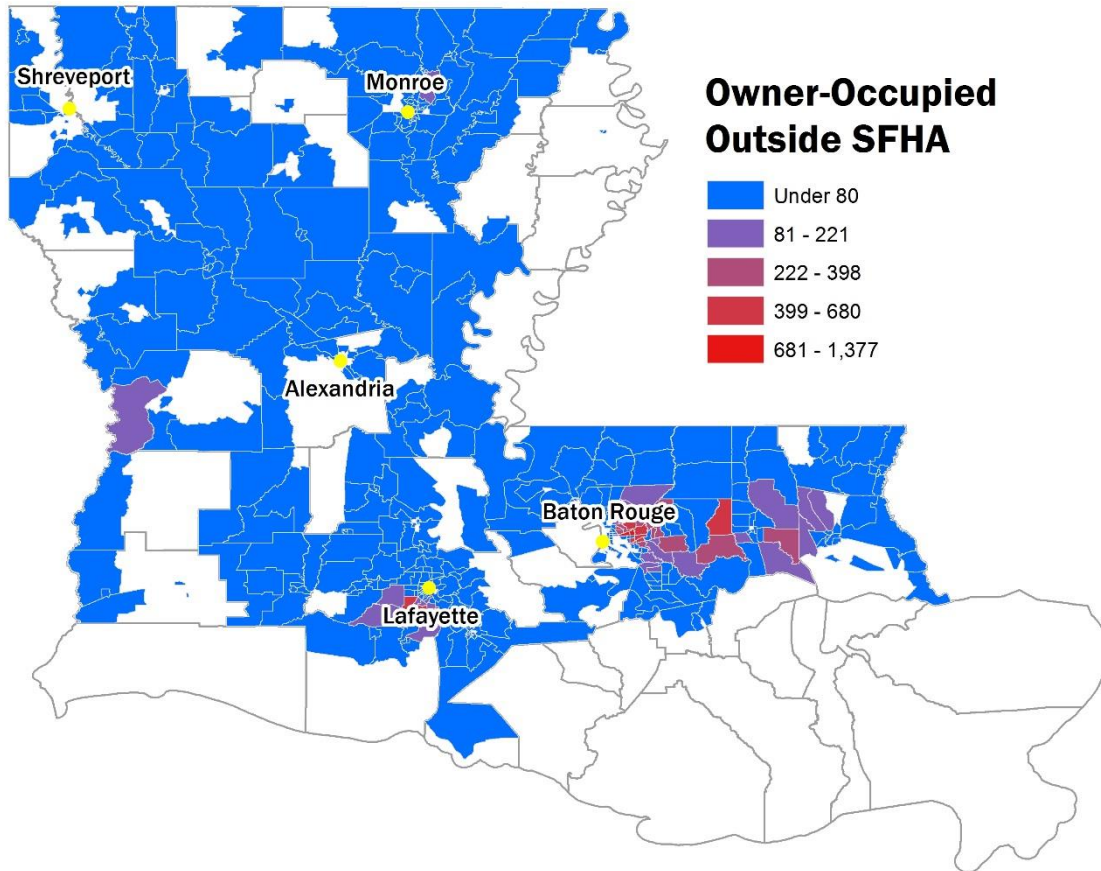 Shreveport
Monroe
Owner-Occupied
Outside SFHA
Under 80
81 - 221
222 - 398
399 - 680
681 - 1,377
Alexandria
Baton Rouge
Lafayette